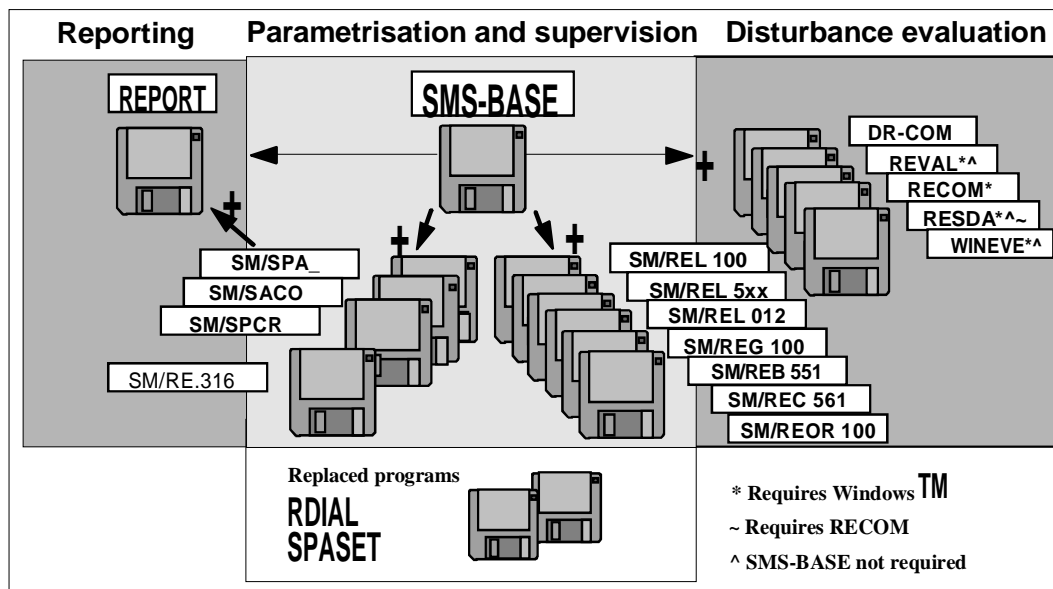 Reporting
Parametrisation and supervision
Disturbance evaluation
REPORT
SMS-BASE
DR-COM
REVAL*^
RECOM*
RESDA*^~
WINEVE*^
+
+
+
+
SM/SPA_
SM/SACO
SM/SPCR
SM/RE.316
SM/REL 100
SM/REL 5xx
SM/REL 012
SM/REG 100
SM/REB 551
SM/REC 561
SM/REOR 100
Replaced programs
RDIAL
SPASET
* Requires Windows TM
~ Requires RECOM
^ SMS-BASE not required